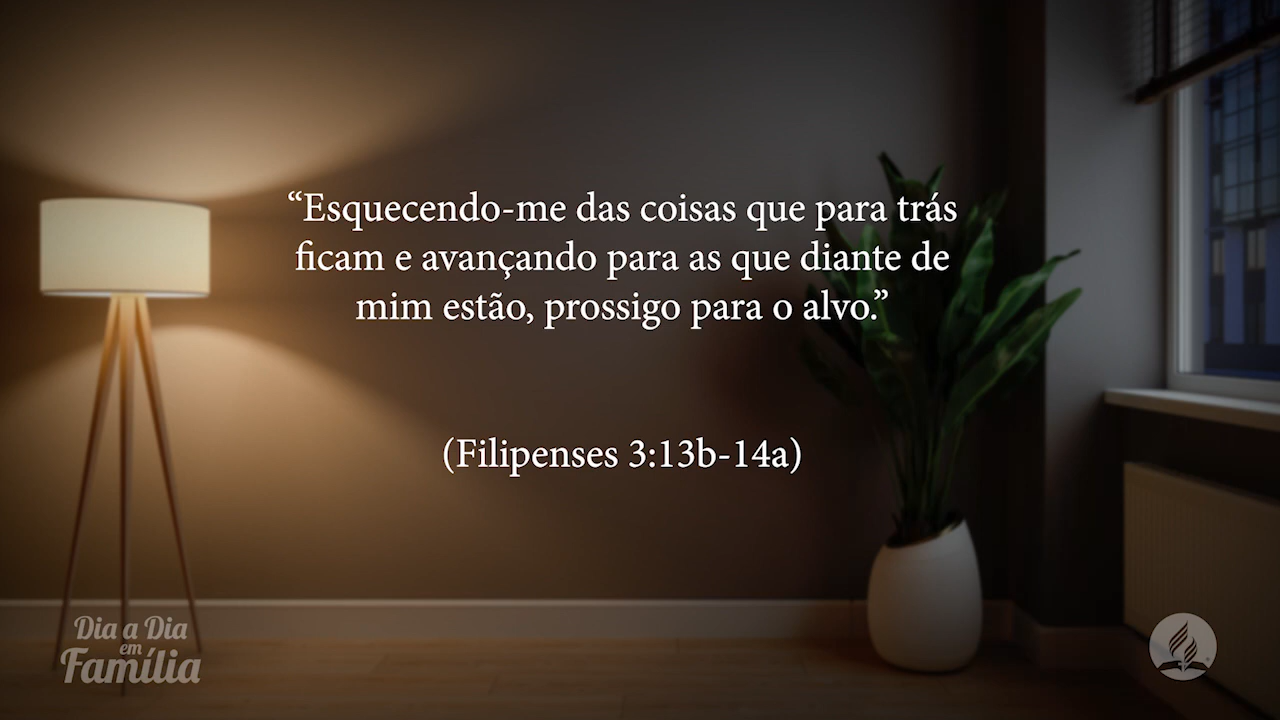 “Esquecendo-me das coisas que para trás
ficam e avançando para as que diante de
mim estão, prossigo para o alvo.”
(Filipenses 3:13b-14a)
Dia a Dia
em
Família